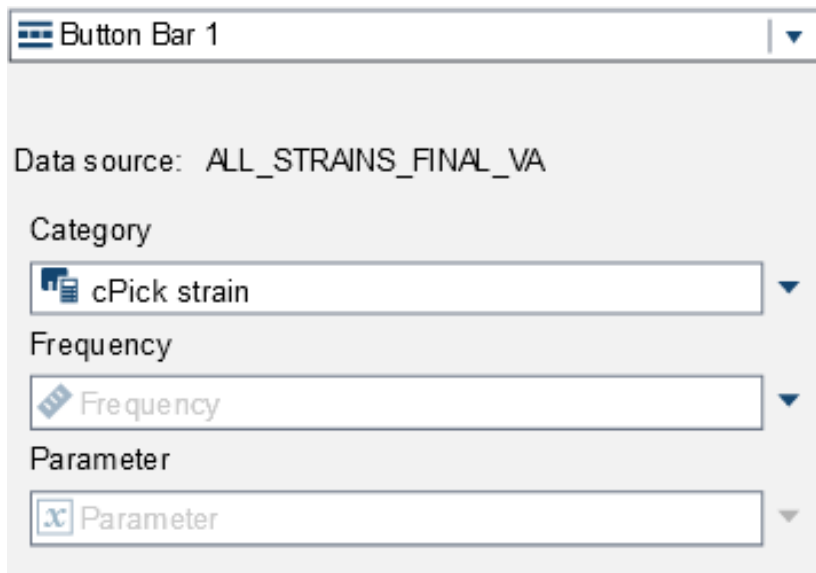 Button Bar 1
Data source: ALL_STRAINS_FINAL_VA
Category
cPick strain
Frequency
Frequency
Parameter
x Parameter